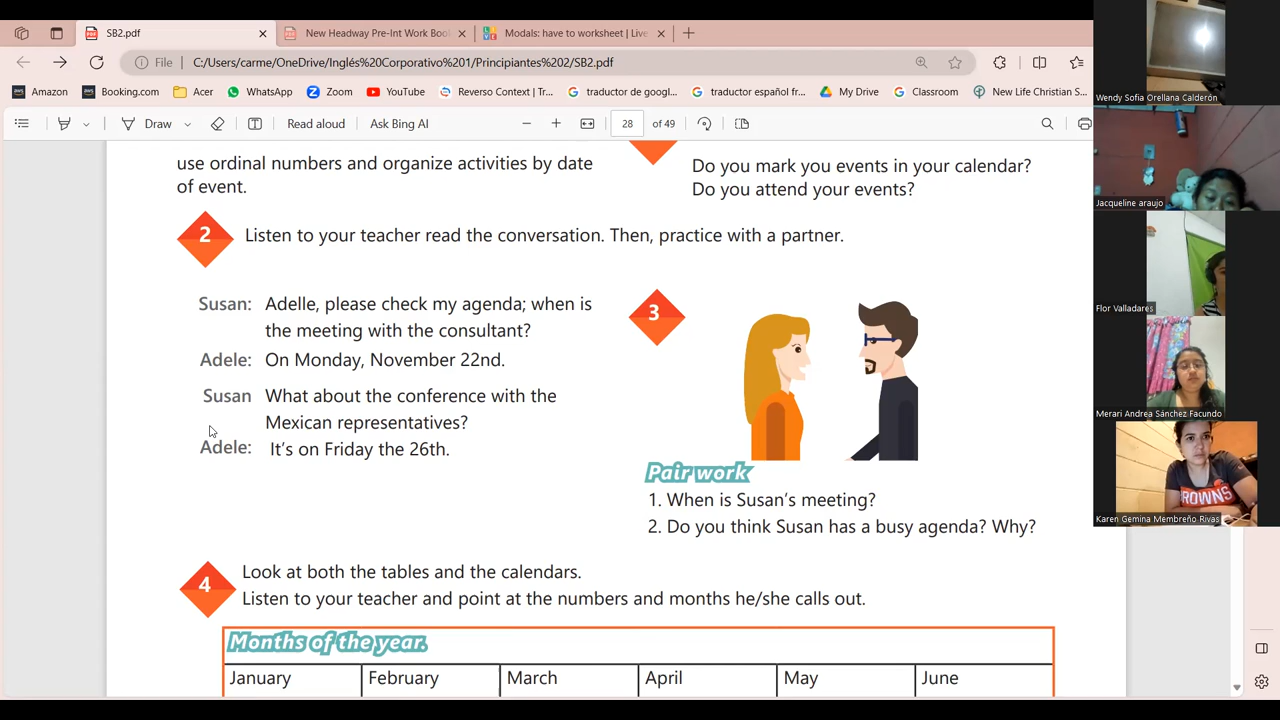 SB2.pdf
New Headway Pre-Int Work Boo
Modals: have to worksheet | Live
File
C:/Users/carme/OneDrive/Inglés%20Corporativo%201/Principiantes%202/SB2.pdf
Amazon
Booking.com
Acer
WhatsApp
Zoom
YouTube
Reverso Context | Tr...
traductor de googl...
traductor español fr...
My Drive
Classroom
New Life Christian S...
Draw
Read aloud
Ask Bing AI
28 of 49
use ordinal numbers and organize activities by date
of event.
Do you mark you events in your calendar?
Do you attend your events?
2
Listen to your teacher read the conversation. Then, practice with a partner.
Susan: Adelle, please check my agenda; when is
the meeting with the consultant?
Adele: On Monday, November 22nd.
Susan What about the conference with the
Mexican representatives?
Adele: It's on Friday the 26th.
3
Pair work
1. When is Susan's meeting?
2. Do you think Susan has a busy agenda? Why?
4
Look at both the tables and the calendars.
Listen to your teacher and point at the numbers and months he/she calls out.
Months of the year.
January February March April May June
Wendy Sofia Orellana Calderón
Jacqueline araujo
Flor Valladares
Merari Andrea Sánchez Facundo
BROWNS
Karen Gemina Membreño Rivas